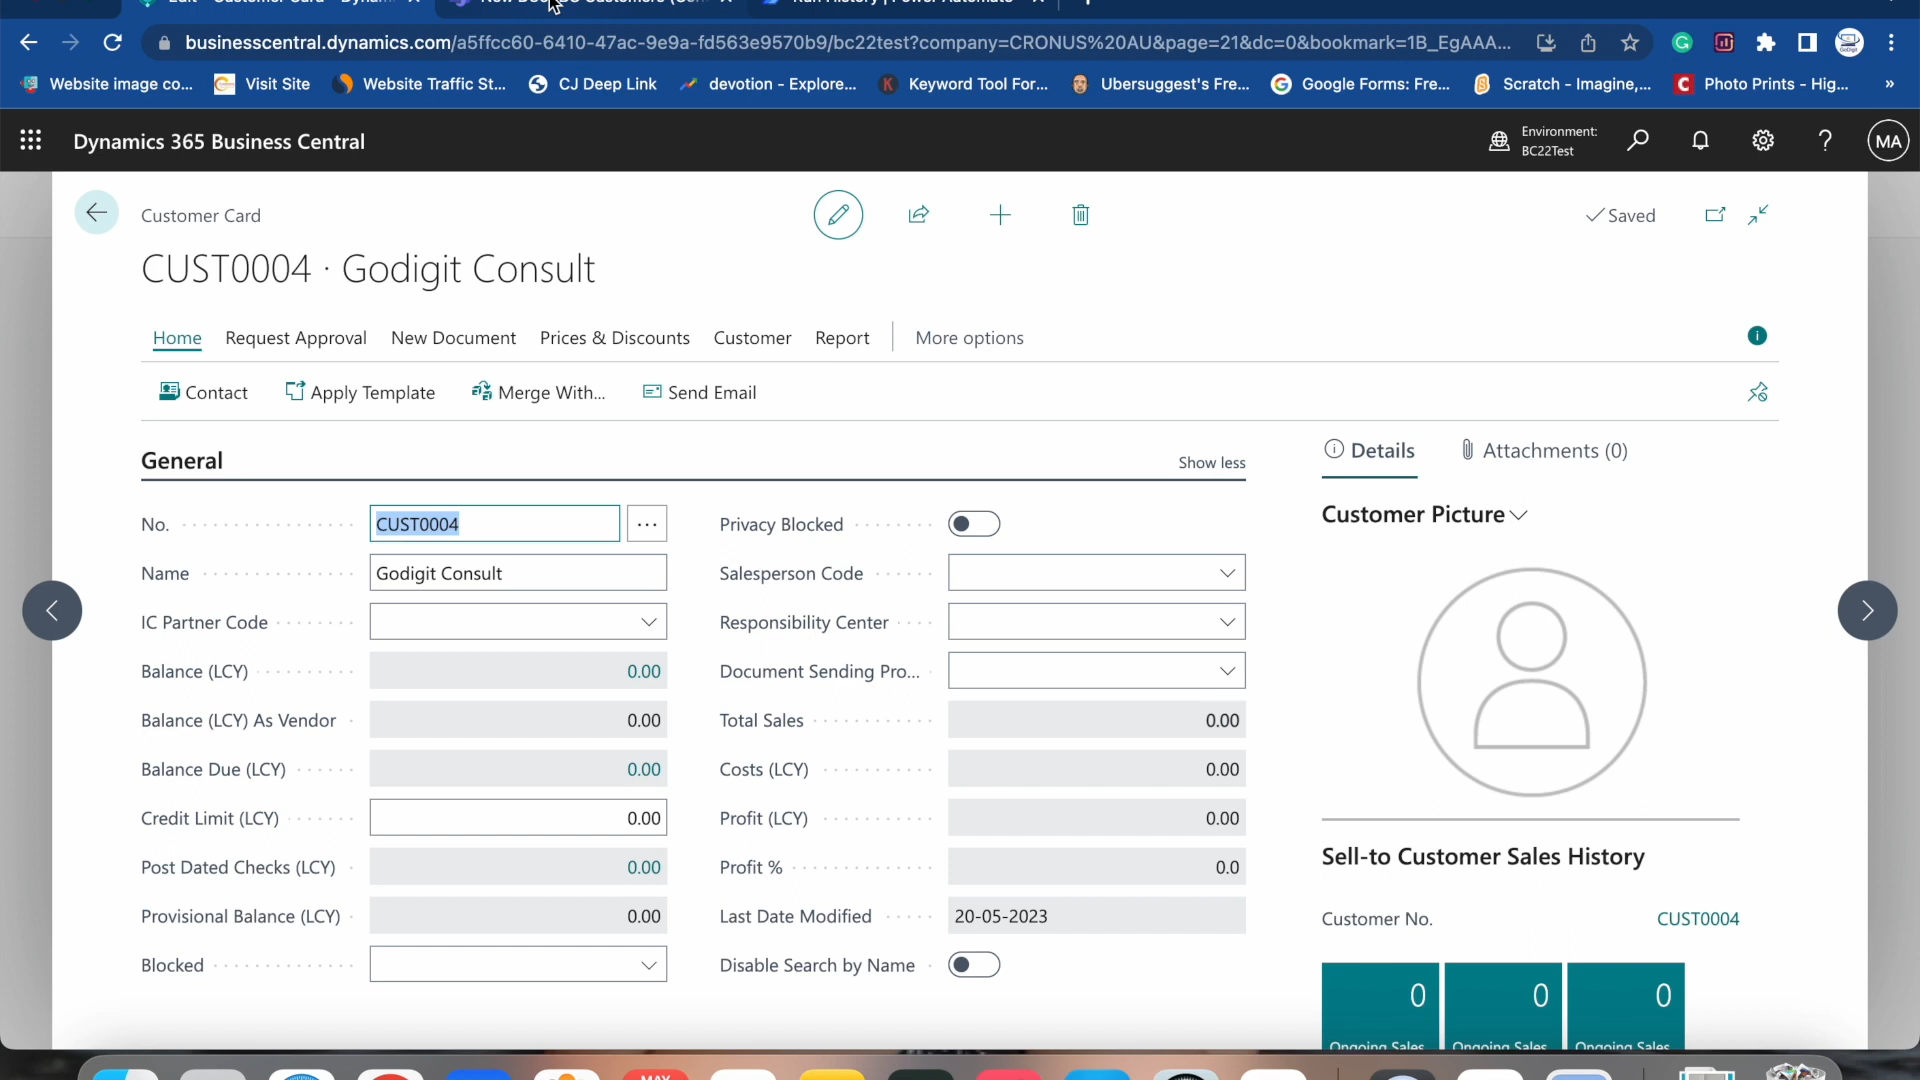 businesscentral.dynamics.com/a5ffcc60-6410-47ac-9e9a-fd563e9570b9/bc22test?company=CRONUS%20AU&page=21&dc=0&bookmark=1B_EgAAA...
Website image co...
Visit Site
Website Traffic St...
CJ Deep Link
devotion - Explore...
Keyword Tool For...
Ubersuggest's Fre...
Google Forms: Fre...
Scratch - Imagine,...
Photo Prints - Hig...
»
Dynamics 365 Business Central
Environment:
BC22Test
MA
Customer Card
Saved
CUST0004 · Godigit Consult
Home Request Approval New Document Prices & Discounts Customer Report More options
Contact Apply Template Merge With... Send Email
General
Show less
No. CUST0004
Name Godigit Consult
IC Partner Code
Balance (LCY) 0.00
Balance (LCY) As Vendor 0.00
Balance Due (LCY) 0.00
Credit Limit (LCY) 0.00
Post Dated Checks (LCY) 0.00
Provisional Balance (LCY) 0.00
Blocked
Privacy Blocked
Salesperson Code
Responsibility Center
Document Sending Pro...
Total Sales 0.00
Costs (LCY) 0.00
Profit (LCY) 0.00
Profit % 0.0
Last Date Modified 20-05-2023
Disable Search by Name
Details Attachments (0)
Customer Picture
Sell-to Customer Sales History
Customer No. CUST0004
0 0 0
Ongoing Sales Ongoing Sales Ongoing Sales
MAY